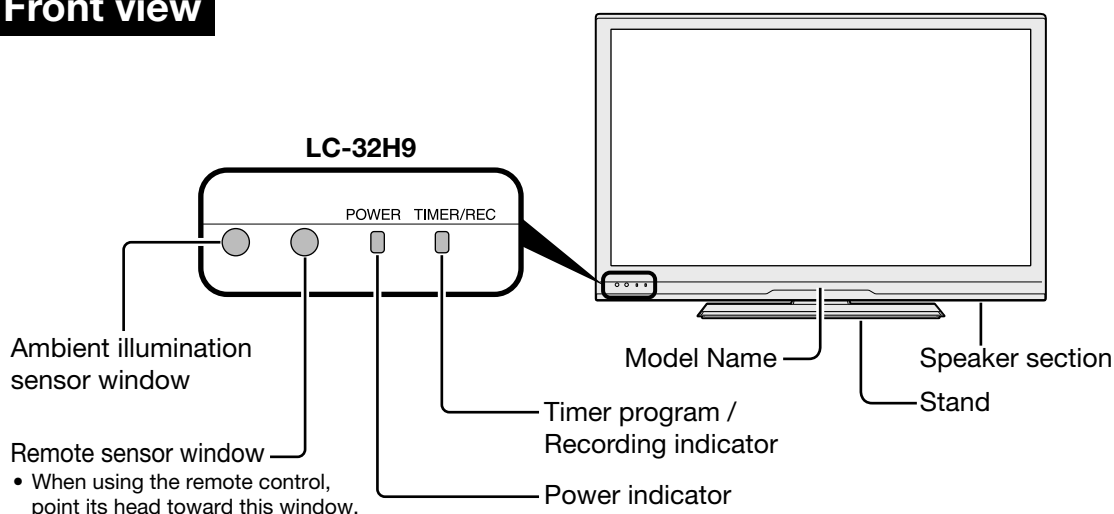 Front view
LC-32H9
POWER TIMER/REC
Ambient illumination
sensor window
Remote sensor window
• When using the remote control,
point its head toward this window.
Model Name
Speaker section
Stand
Timer program /
Recording indicator
Power indicator